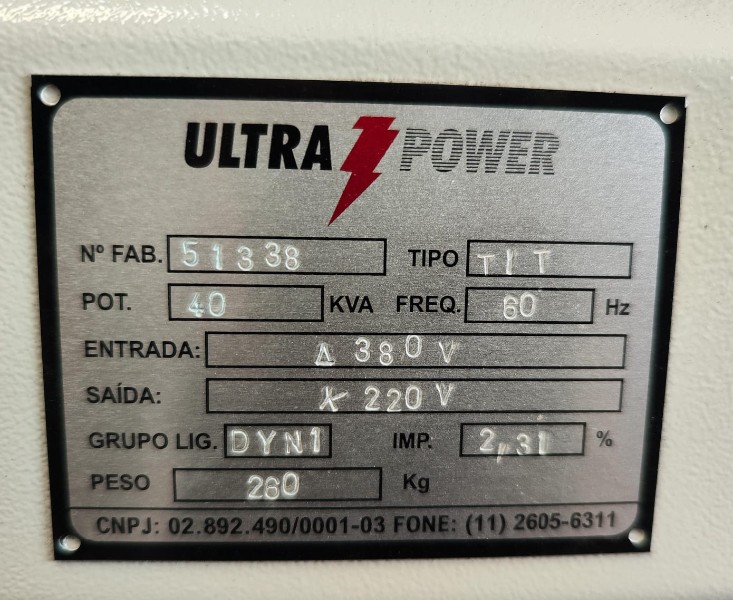 ULTRA POWER
Nº FAB. 51338 TIPO TIT
POT. 40 KVA FREQ. 60 Hz
ENTRADA: Δ 380 V
SAÍDA: 220 V
GRUPO LIG. DYN1 IMP. 2,31 %
PESO 260 Kg
CNPJ: 02.892.490/0001-03 FONE: (11) 2605-6311